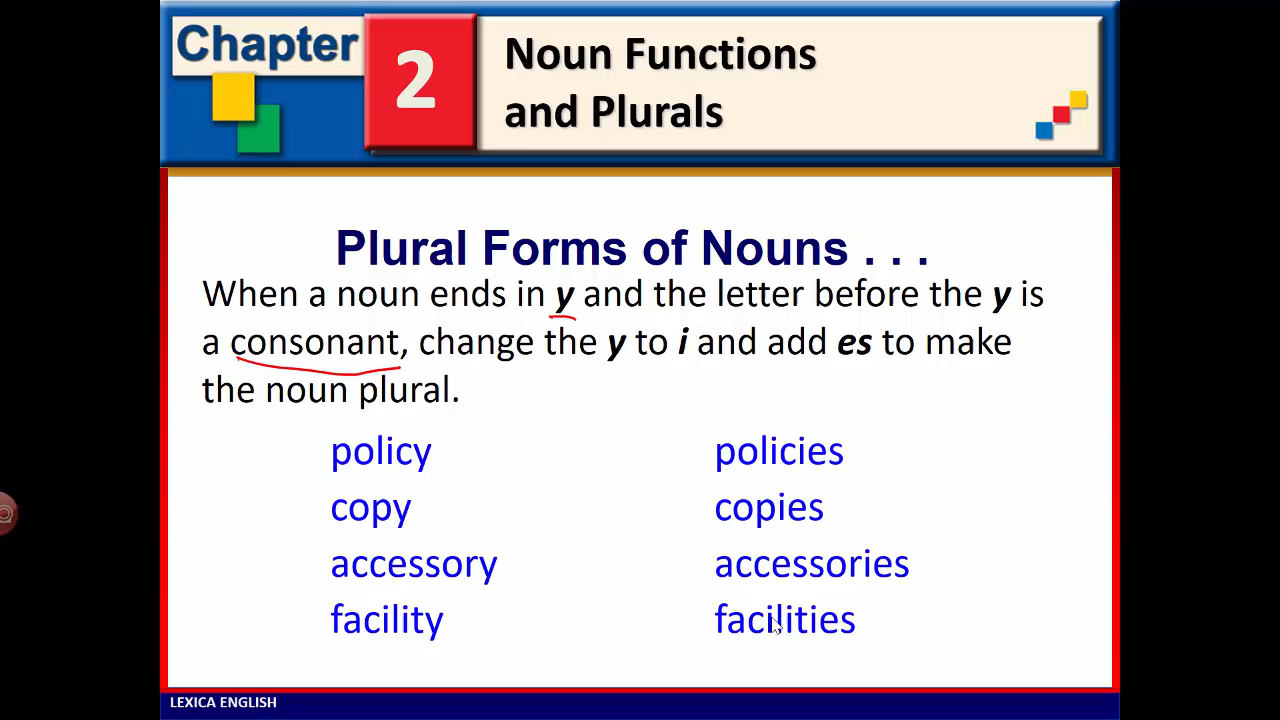 Chapter
2
Noun Functions
and Plurals
Plural Forms of Nouns . . .
When a noun ends in y and the letter before the y is
a consonant, change the y to i and add es to make
the noun plural.
policy policies
copy copies
accessory accessories
facility facilities
LEXICA ENGLISH